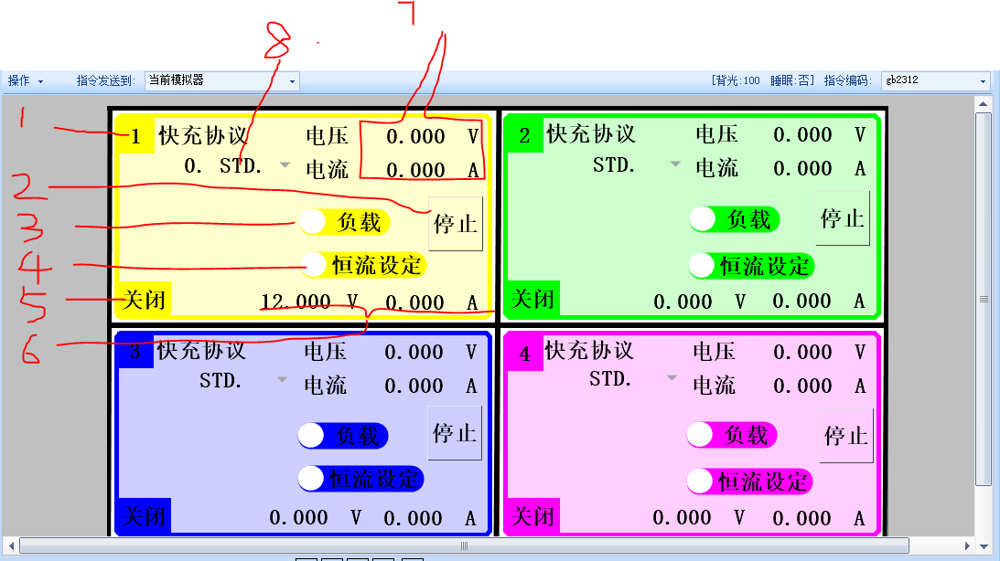 7
8
操作 指令发送到: 当前模拟器 [背光:100 睡眠:否] 指令编码: gb2312
1
1 快充协议 电压 0.000 V
0. STD. 电流 0.000 A
2
停止
3
负载
4
恒流设定
5
关闭 12.000 V 0.000 A
6
2 快充协议 电压 0.000 V
STD. 电流 0.000 A
负载 停止
恒流设定
关闭 0.000 V 0.000 A
3 快充协议 电压 0.000 V
STD. 电流 0.000 A
负载 停止
恒流设定
关闭 0.000 V 0.000 A
4 快充协议 电压 0.000 V
STD. 电流 0.000 A
负载 停止
恒流设定
关闭 0.000 V 0.000 A